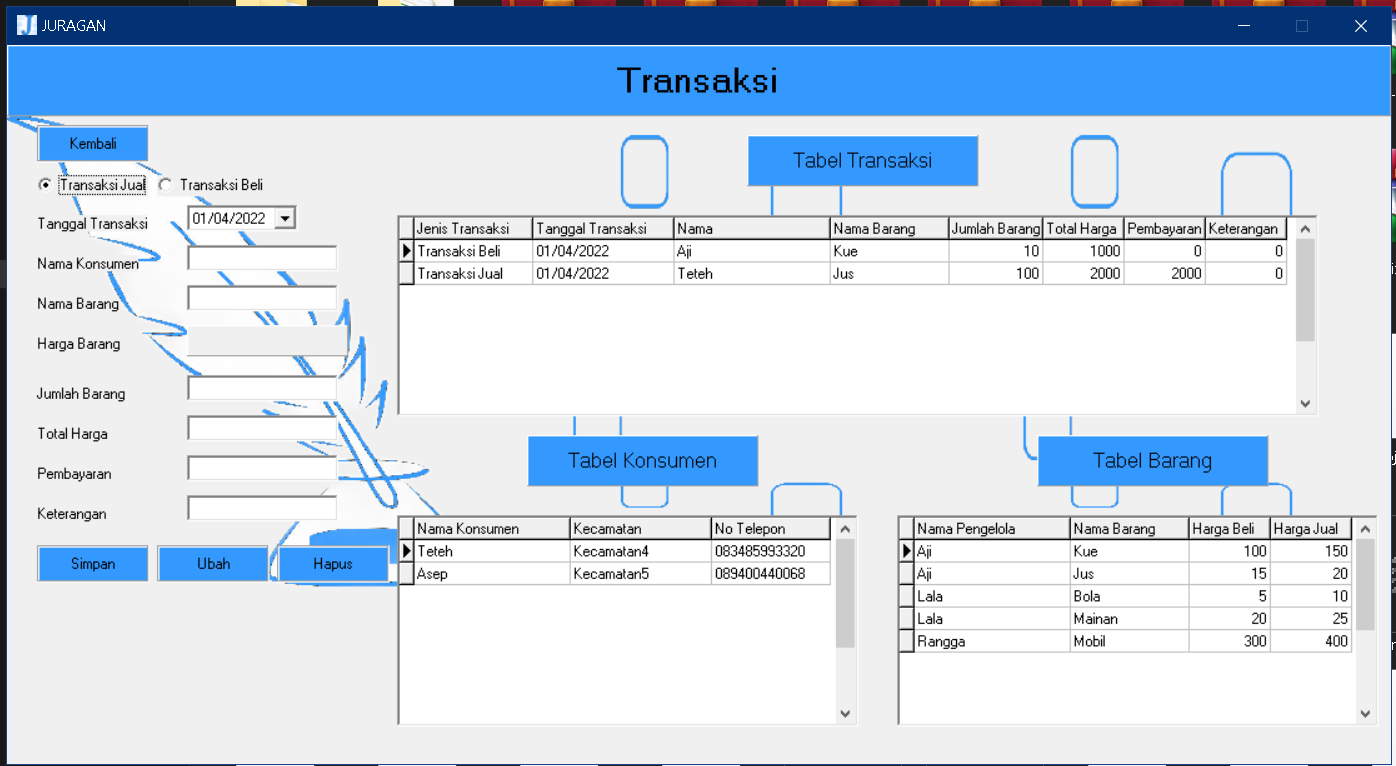 JURAGAN
Transaksi
Kembali
Transaksi Jual Transaksi Beli
Tanggal Transaksi 01/04/2022
Nama Konsumen
Nama Barang
Harga Barang
Jumlah Barang
Total Harga
Pembayaran
Keterangan
Simpan Ubah Hapus
Tabel Transaksi
Jenis Transaksi Tanggal Transaksi Nama Nama Barang Jumlah Barang Total Harga Pembayaran Keterangan
Transaksi Beli 01/04/2022 Aji Kue 10 1000 0 0
Transaksi Jual 01/04/2022 Teteh Jus 100 2000 2000 0
Tabel Konsumen
Nama Konsumen Kecamatan No Telepon
Teteh Kecamatan4 083485993320
Asep Kecamatan5 089400440068
Tabel Barang
Nama Pengelola Nama Barang Harga Beli Harga Jual
Aji Kue 100 150
Aji Jus 15 20
Lala Bola 5 10
Lala Mainan 20 25
Rangga Mobil 300 400